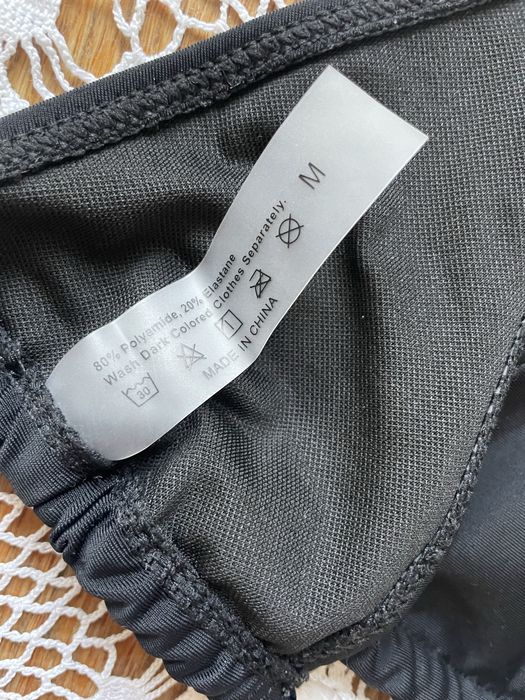 M
80% Polyamide, 20% Elastane
Wash Dark Colored Clothes Separately.
30
MADE IN CHINA